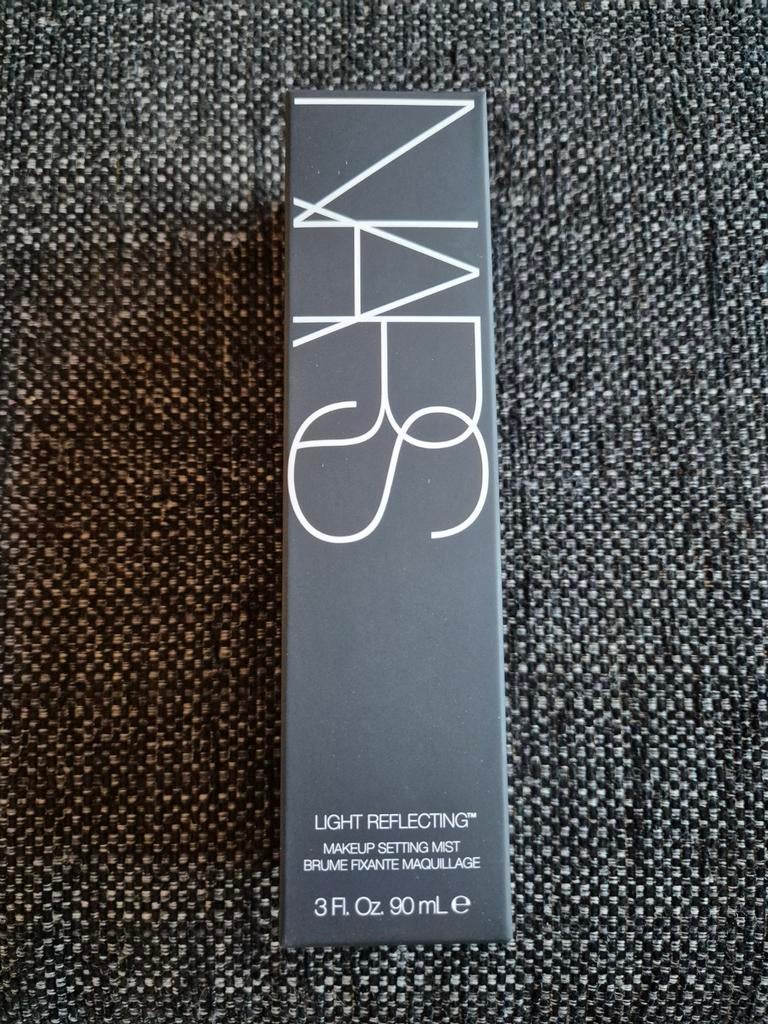 NARS
LIGHT REFLECTING™
MAKEUP SETTING MIST
BRUME FIXANTE MAQUILLAGE
3 Fl. Oz. 90 mL ℮